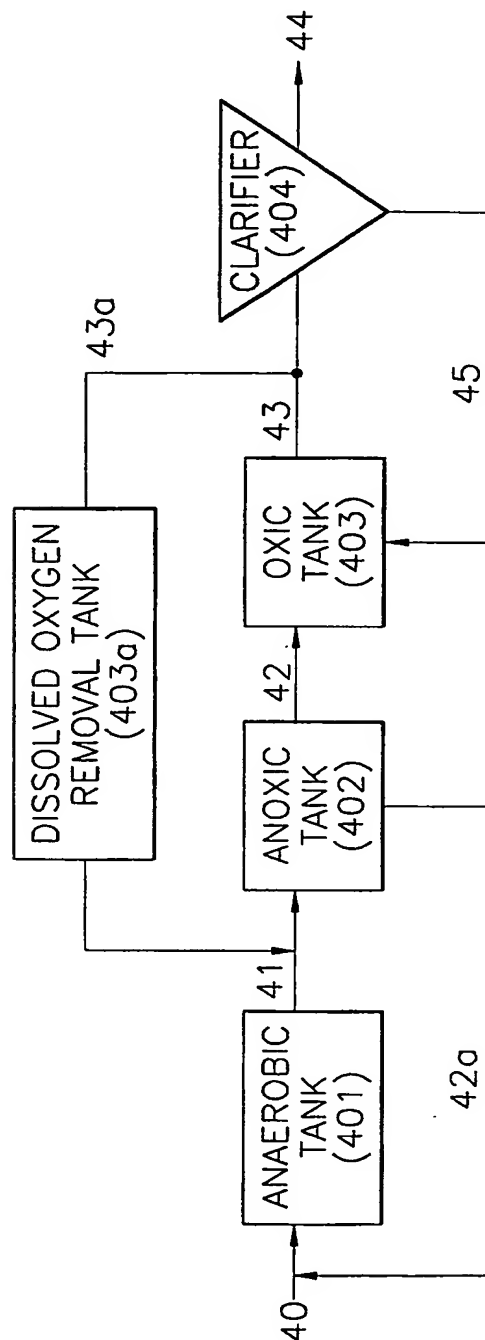 DISSOLVED OXYGEN
REMOVAL TANK
(403a)
43a
40
ANAEROBIC
TANK
(401)
41
ANOXIC
TANK
(402)
42
OXIC
TANK
(403)
43
CLARIFIER
(404)
44
42a
45